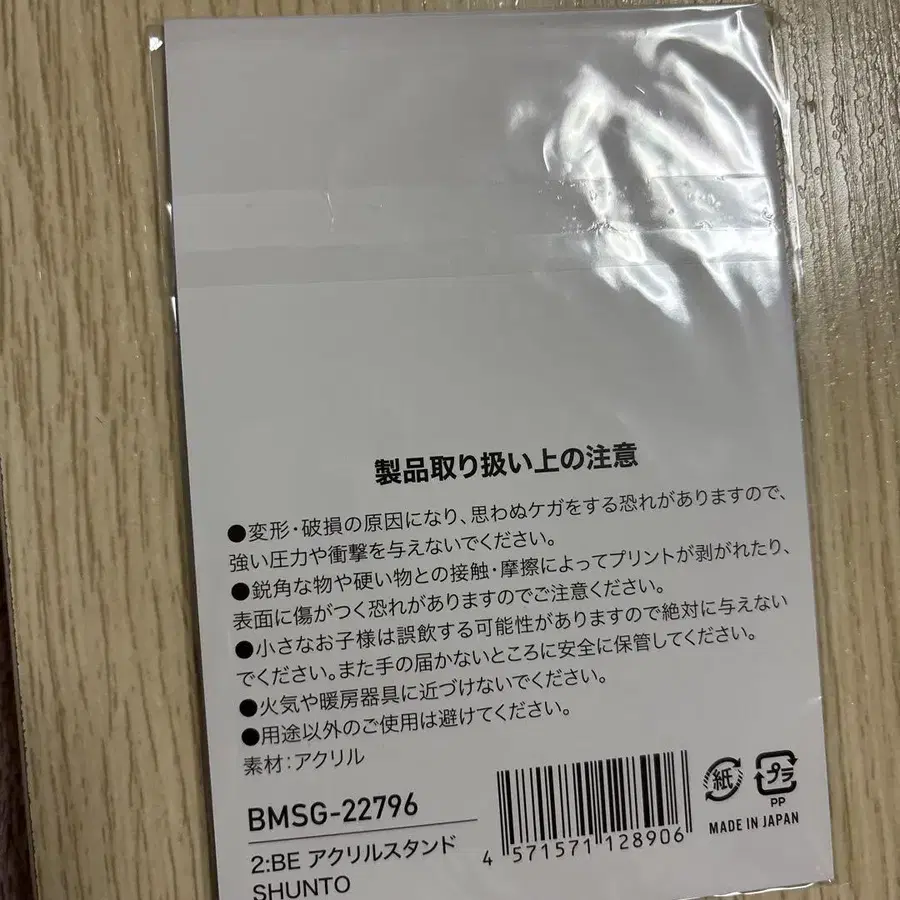 製品取り扱い上の注意
●変形・破損の原因になり、思わぬケガをする恐れがありますので、
強い圧力や衝撃を与えないでください。
●鋭角な物や硬い物との接触・摩擦によってプリントが剥がれたり、
表面に傷がつく恐れがありますのでご注意ください。
●小さなお子様は誤飲する可能性がありますので絶対に与えない
でください。また手の届かないところに安全に保管してください。
●火気や暖房器具に近づけないでください。
●用途以外のご使用は避けてください。
素材：アクリル
BMSG-22796
2:BE アクリルスタンド
SHUNTO
4 571571 128906
紙 プラ
PP
MADE IN JAPAN